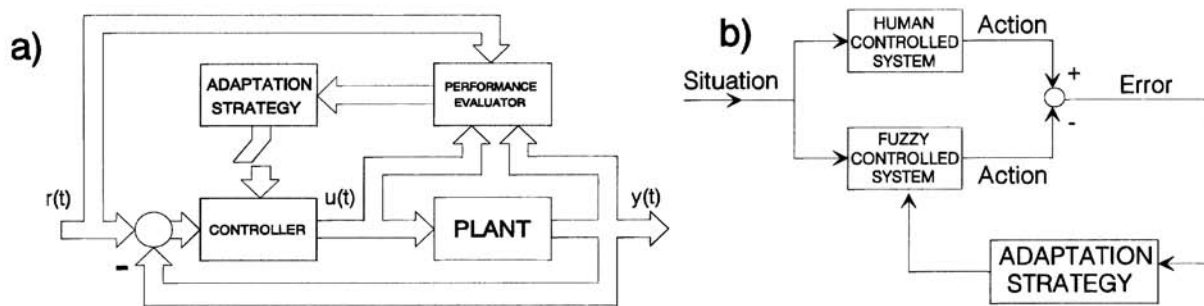 a)
ADAPTATION
STRATEGY
PERFORMANCE
EVALUATOR
r(t)
CONTROLLER
u(t)
PLANT
y(t)
-
b)
Situation
HUMAN
CONTROLLED
SYSTEM
Action
+
-
Error
FUZZY
CONTROLLED
SYSTEM
Action
ADAPTATION
STRATEGY